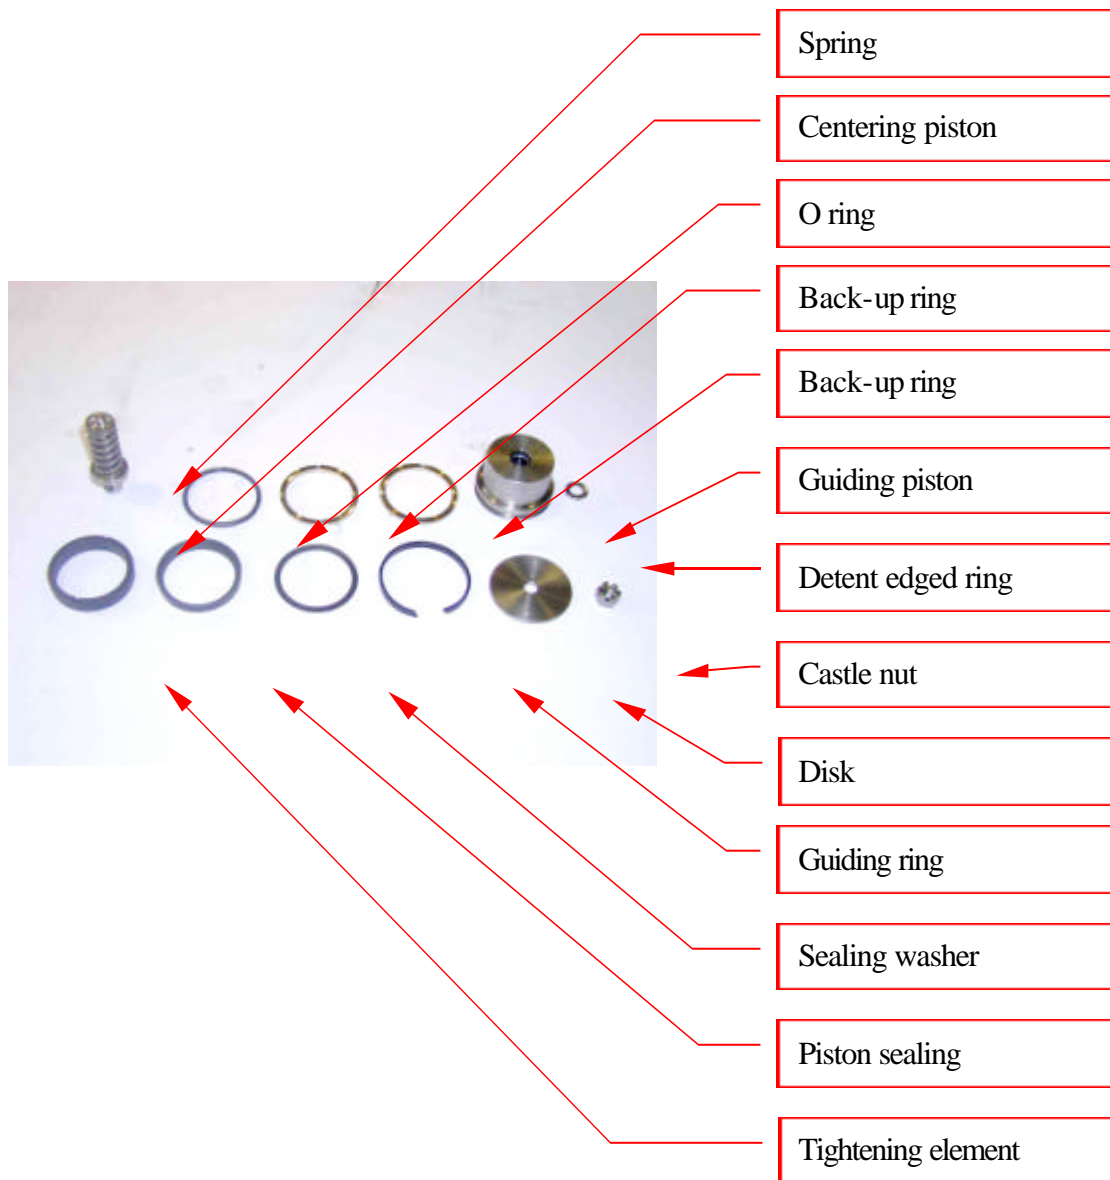 Spring
Centering piston
O ring
Back-up ring
Back-up ring
Guiding piston
Detent edged ring
Castle nut
Disk
Guiding ring
Sealing washer
Piston sealing
Tightening element